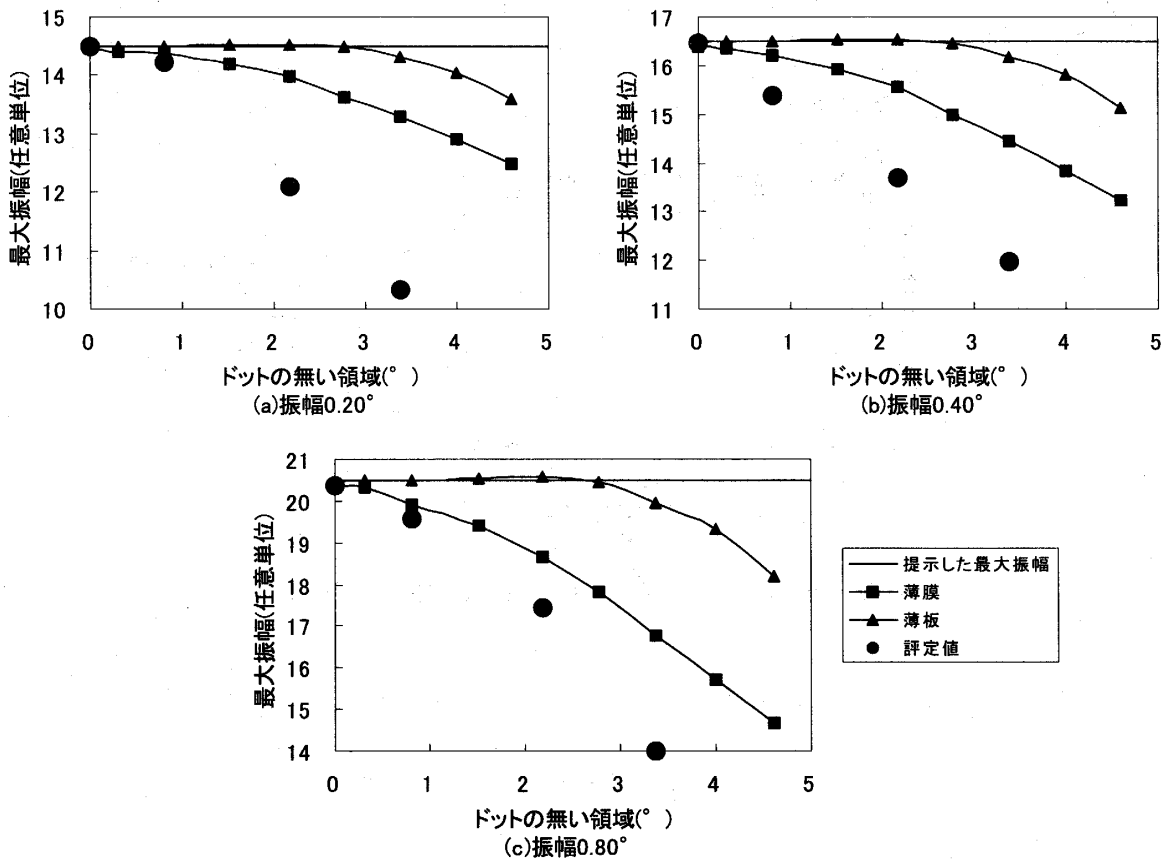 15
14
13
12
11
10
最大振幅(任意単位)
0 1 2 3 4 5
ドットの無い領域(°)
(a)振幅0.20°
17
16
15
14
13
12
11
最大振幅(任意単位)
0 1 2 3 4 5
ドットの無い領域(°)
(b)振幅0.40°
21
20
19
18
17
16
15
14
最大振幅(任意単位)
0 1 2 3 4 5
ドットの無い領域(°)
(c)振幅0.80°
提示した最大振幅
薄膜
薄板
評定値